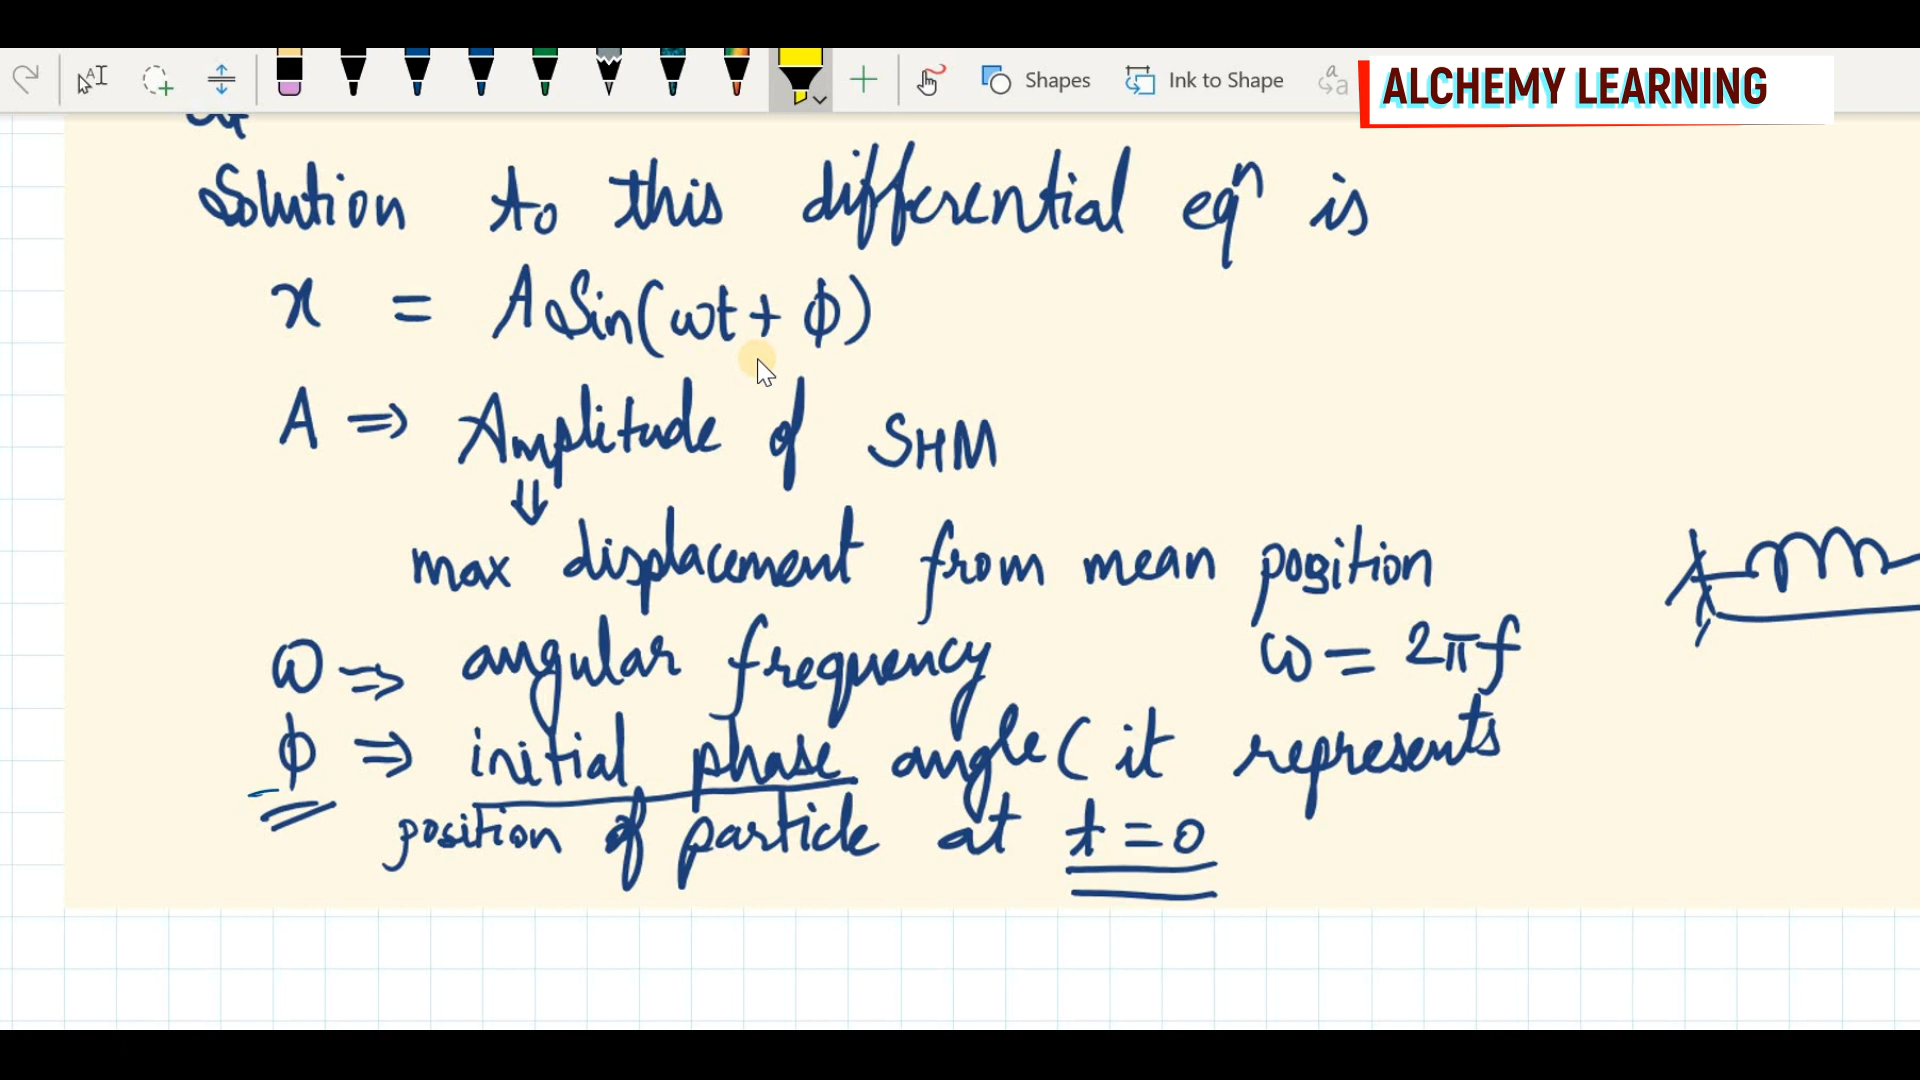 Shapes
Ink to Shape
ALCHEMY LEARNING
Solution to this differential eqⁿ is
x = A Sin(ωt + ϕ)
A ⇒ Amplitude of SHM
⇓
max displacement from mean position
ω ⇒ angular frequency ω = 2πf
ϕ ⇒ initial phase angle ( it represents
position of particle at t = 0